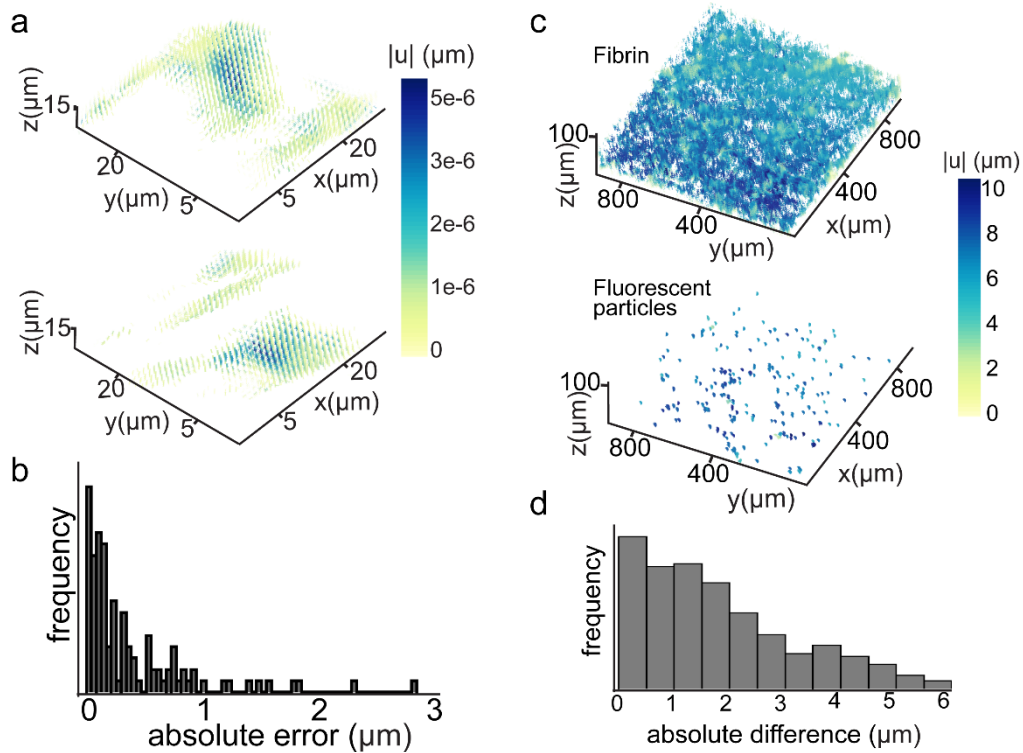 a
|u| (µm)
5e-6
3e-6
2e-6
1e-6
0
z(µm)
15
20
y(µm)
5
5
x(µm)
20
z(µm)
15
20
y(µm)
5
5
x(µm)
20
b
frequency
0 1 2 3
absolute error (µm)
c
Fibrin
z(µm)
100
800
400
y(µm)
x(µm)
400
800
|u| (µm)
10
8
6
4
2
0
Fluorescent
particles
z(µm)
100
800
400
y(µm)
x(µm)
400
800
d
frequency
0 1 2 3 4 5 6
absolute difference (µm)